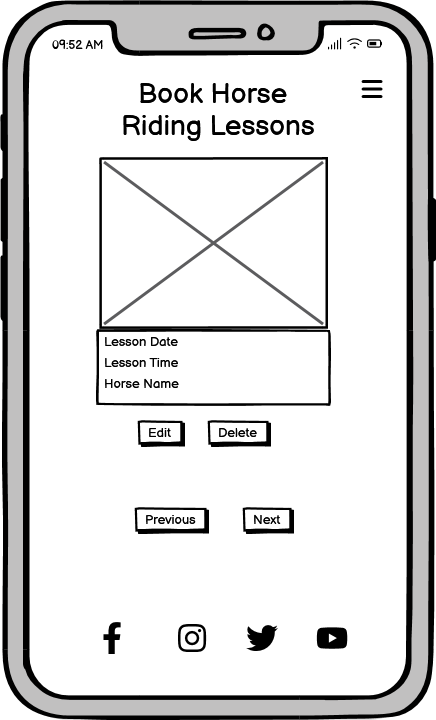 09:52 AM
Book Horse
Riding Lessons
Lesson Date
Lesson Time
Horse Name
Edit Delete
Previous Next